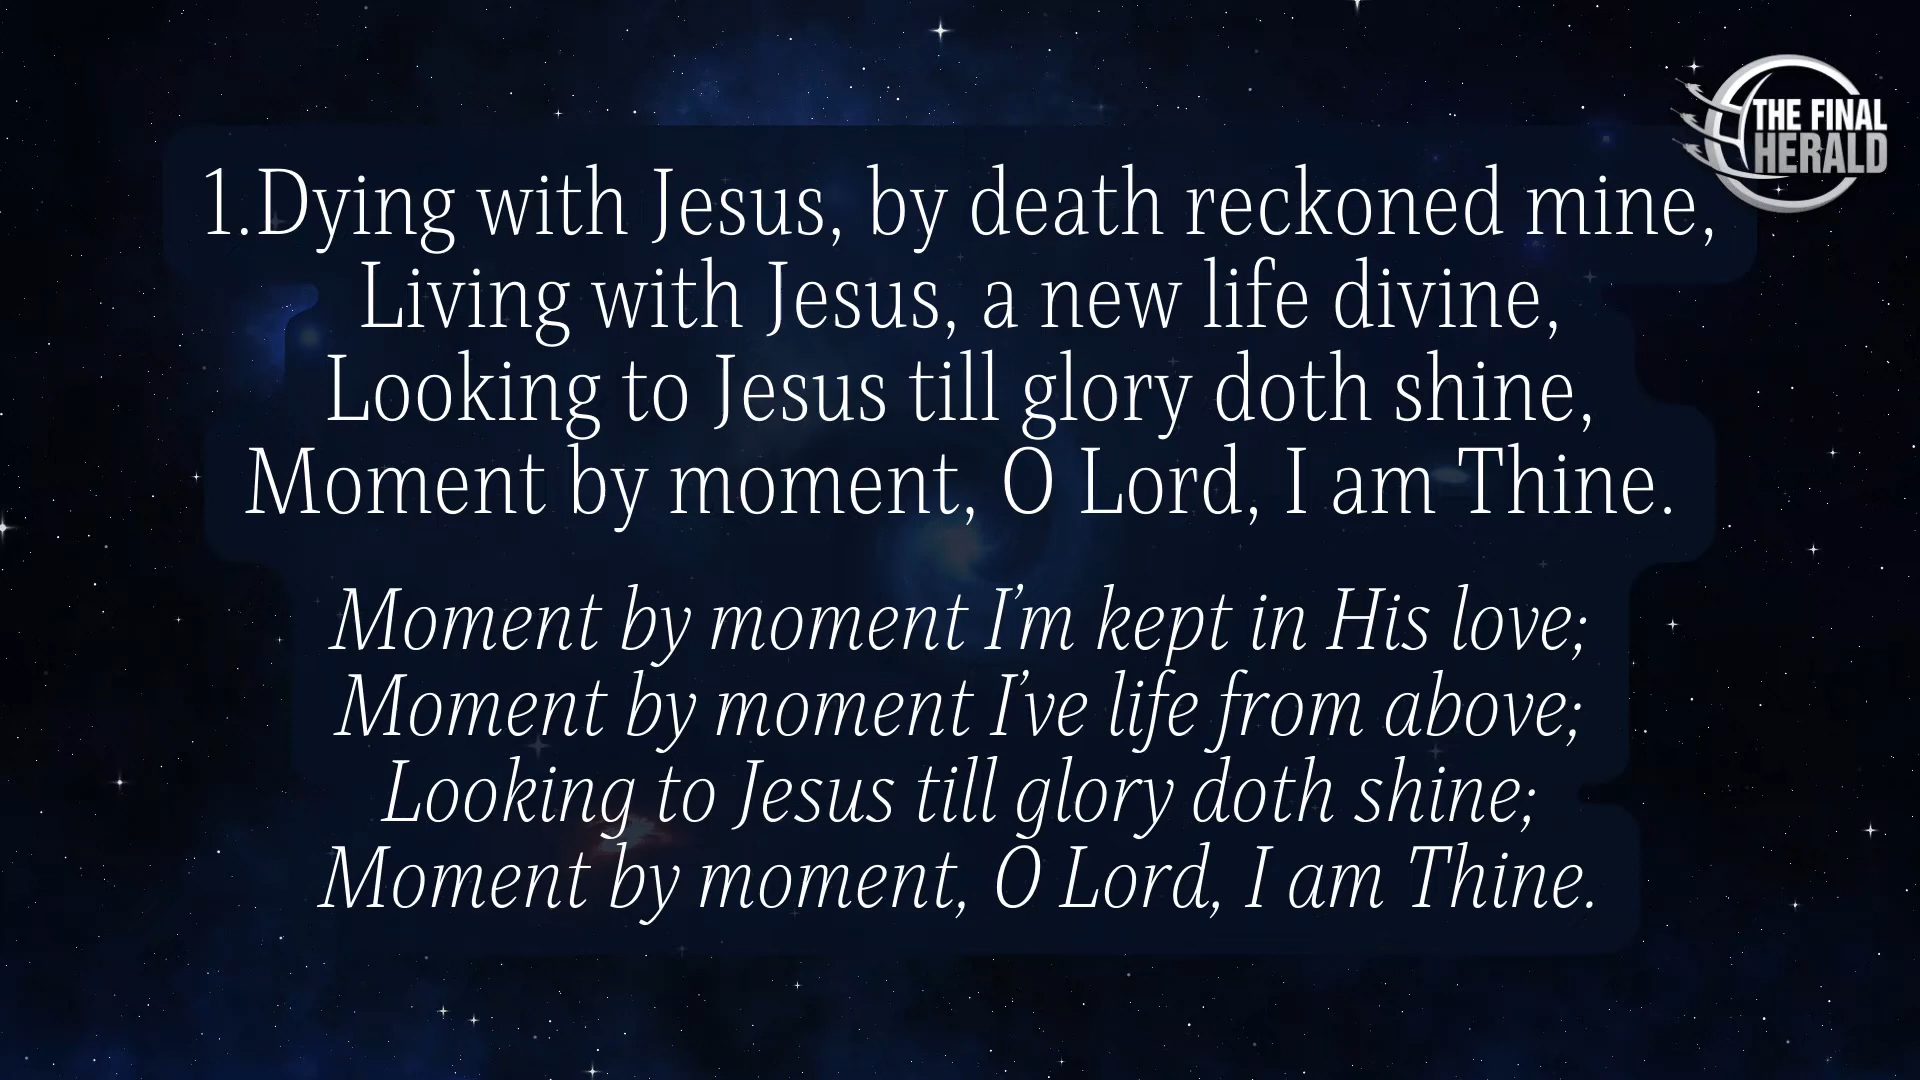 THE FINAL
HERALD
1.Dying with Jesus, by death reckoned mine,
Living with Jesus, a new life divine,
Looking to Jesus till glory doth shine,
Moment by moment, O Lord, I am Thine.
Moment by moment I’m kept in His love;
Moment by moment I’ve life from above;
Looking to Jesus till glory doth shine;
Moment by moment, O Lord, I am Thine.